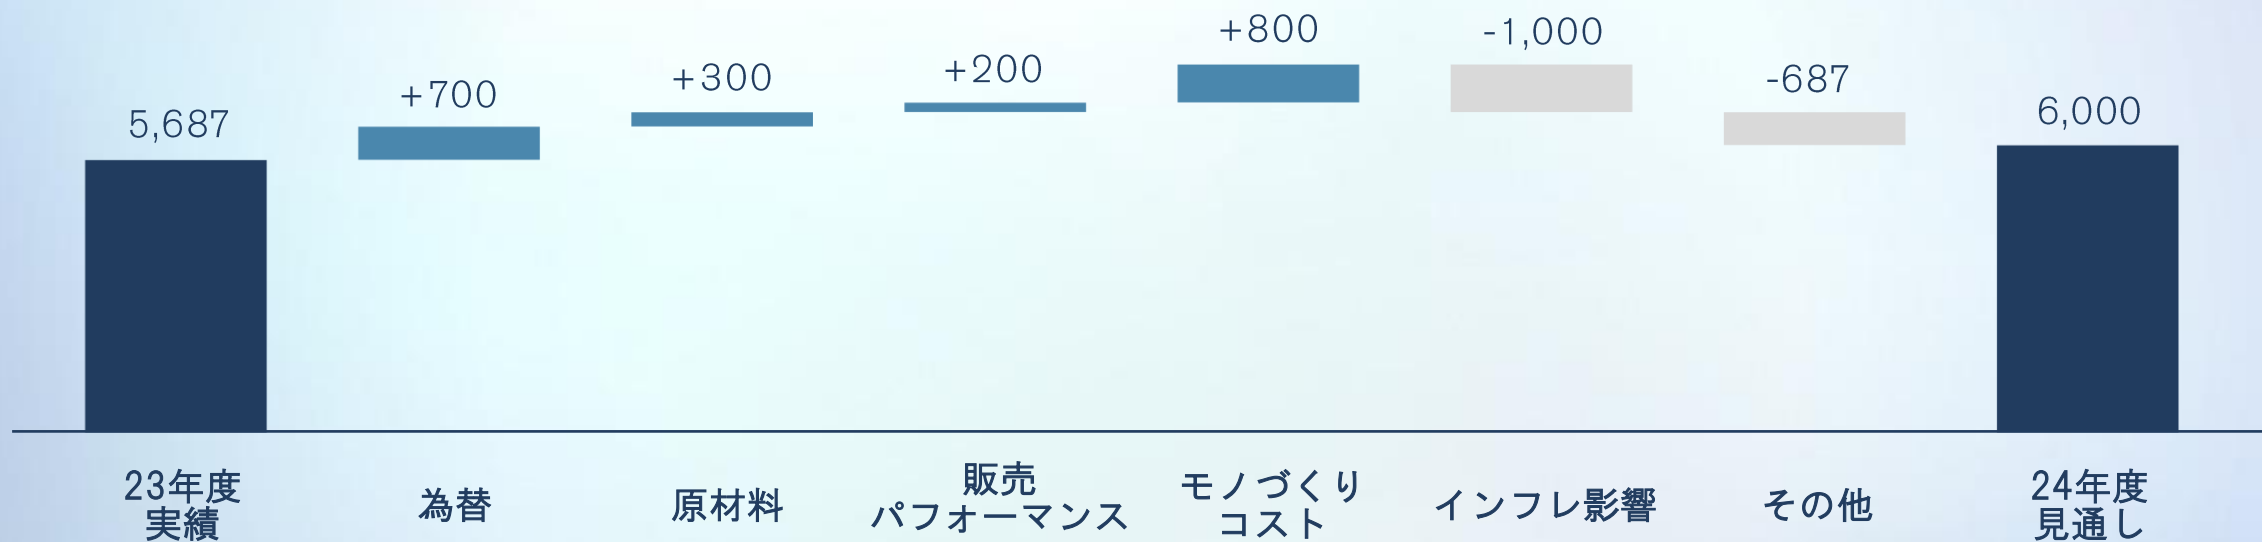 5,687
+700
+300
+200
+800
-1,000
-687
6,000
23年度
実績
為替
原材料
販売
パフォーマンス
モノづくり
コスト
インフレ影響
その他
24年度
見通し